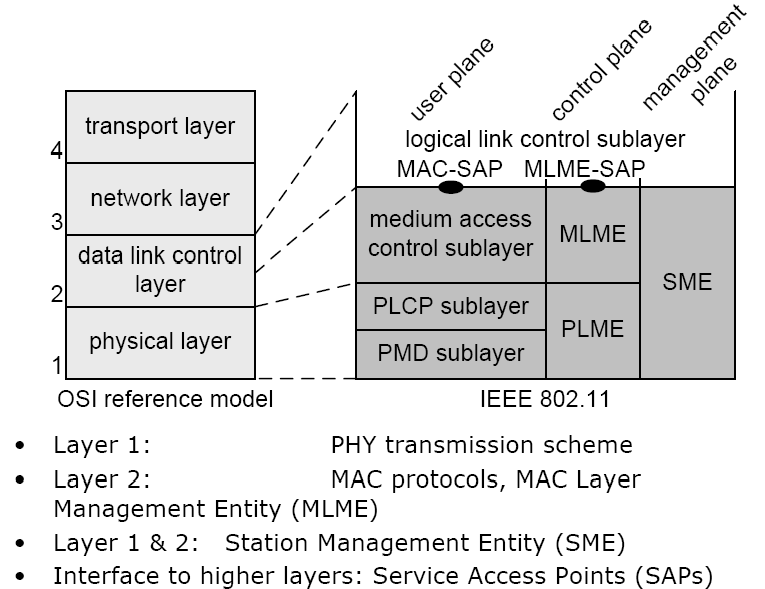 user plane
control plane
management
plane
transport layer
4
network layer
3
data link control
layer
2
physical layer
1
OSI reference model
logical link control sublayer
MAC-SAP MLME-SAP
medium access
control sublayer
MLME
SME
PLCP sublayer
PLME
PMD sublayer
IEEE 802.11
• Layer 1: PHY transmission scheme
• Layer 2: MAC protocols, MAC Layer
Management Entity (MLME)
• Layer 1 & 2: Station Management Entity (SME)
• Interface to higher layers: Service Access Points (SAPs)